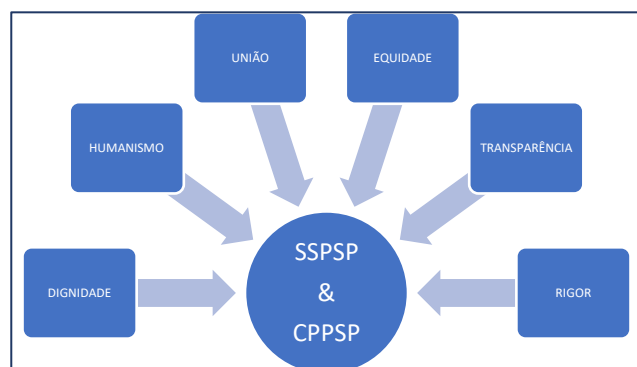 UNIÃO
EQUIDADE
HUMANISMO
TRANSPARÊNCIA
DIGNIDADE
RIGOR
SSPSP
&
CPPSP